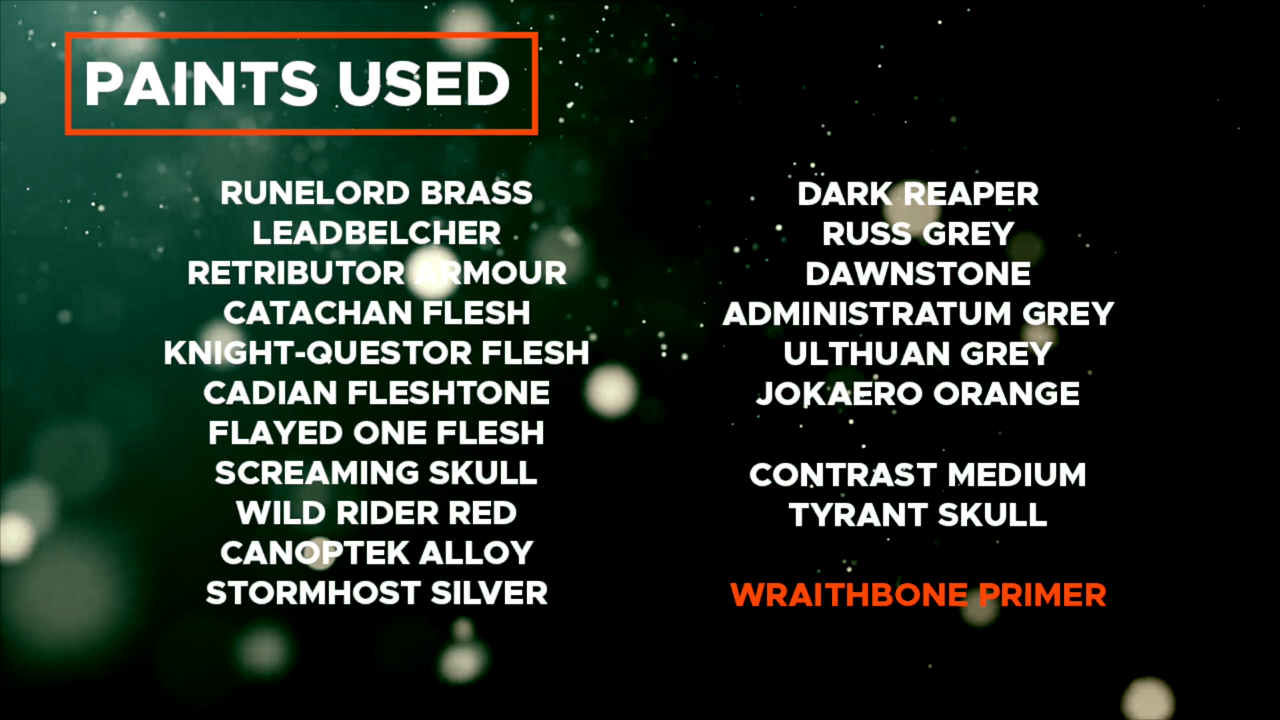 PAINTS USED
RUNELORD BRASS
LEADBELCHER
RETRIBUTOR ARMOUR
CATACHAN FLESH
KNIGHT-QUESTOR FLESH
CADIAN FLESHTONE
FLAYED ONE FLESH
SCREAMING SKULL
WILD RIDER RED
CANOPTEK ALLOY
STORMHOST SILVER
DARK REAPER
RUSS GREY
DAWNSTONE
ADMINISTRATUM GREY
ULTHUAN GREY
JOKAERO ORANGE
CONTRAST MEDIUM
TYRANT SKULL
WRAITHBONE PRIMER